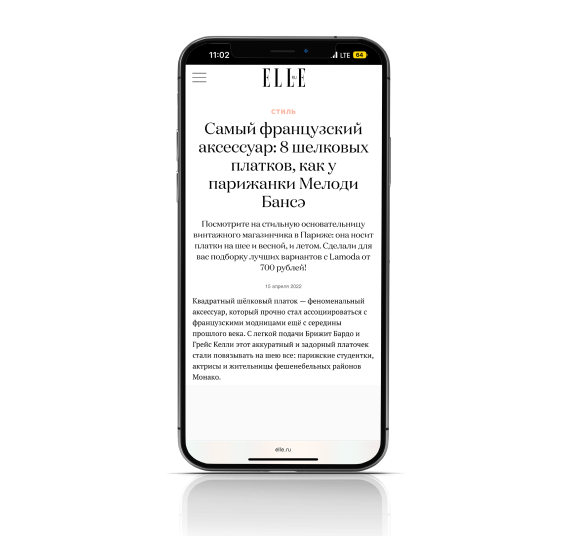 11:02
LTE 64
ELLE
RU
СТИЛЬ
Самый французский
аксессуар: 8 шелковых
платков, как у
парижанки Мелоди
Бансэ
Посмотрите на стильную основательницу
винтажного магазинчика в Париже: она носит
платки на шее и весной, и летом. Сделали для
вас подборку лучших вариантов с Lamoda от
700 рублей!
15 апреля 2022
Квадратный шёлковый платок — феноменальный
аксессуар, который прочно стал ассоциироваться с
французскими модницами ещё с середины
прошлого века. С легкой подачи Брижит Бардо и
Грейс Келли этот аккуратный и задорный платочек
стали повязывать на шею все: парижские студентки,
актрисы и жительницы фешенебельных районов
Монако.
elle.ru